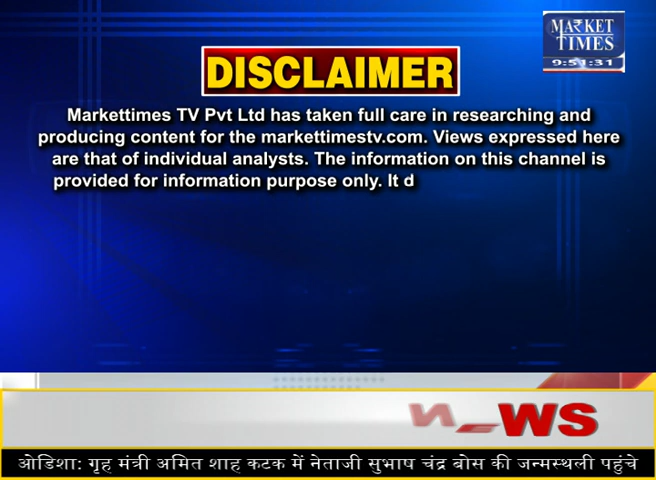 MARKET
TIMES
9:51:31
DISCLAIMER
Markettimes TV Pvt Ltd has taken full care in researching and
producing content for the markettimestv.com. Views expressed here
are that of individual analysts. The information on this channel is
provided for information purpose only. It d
WS
ओडिशा: गृह मंत्री अमित शाह कटक में नेताजी सुभाष चंद्र बोस की जन्मस्थली पहुंचे